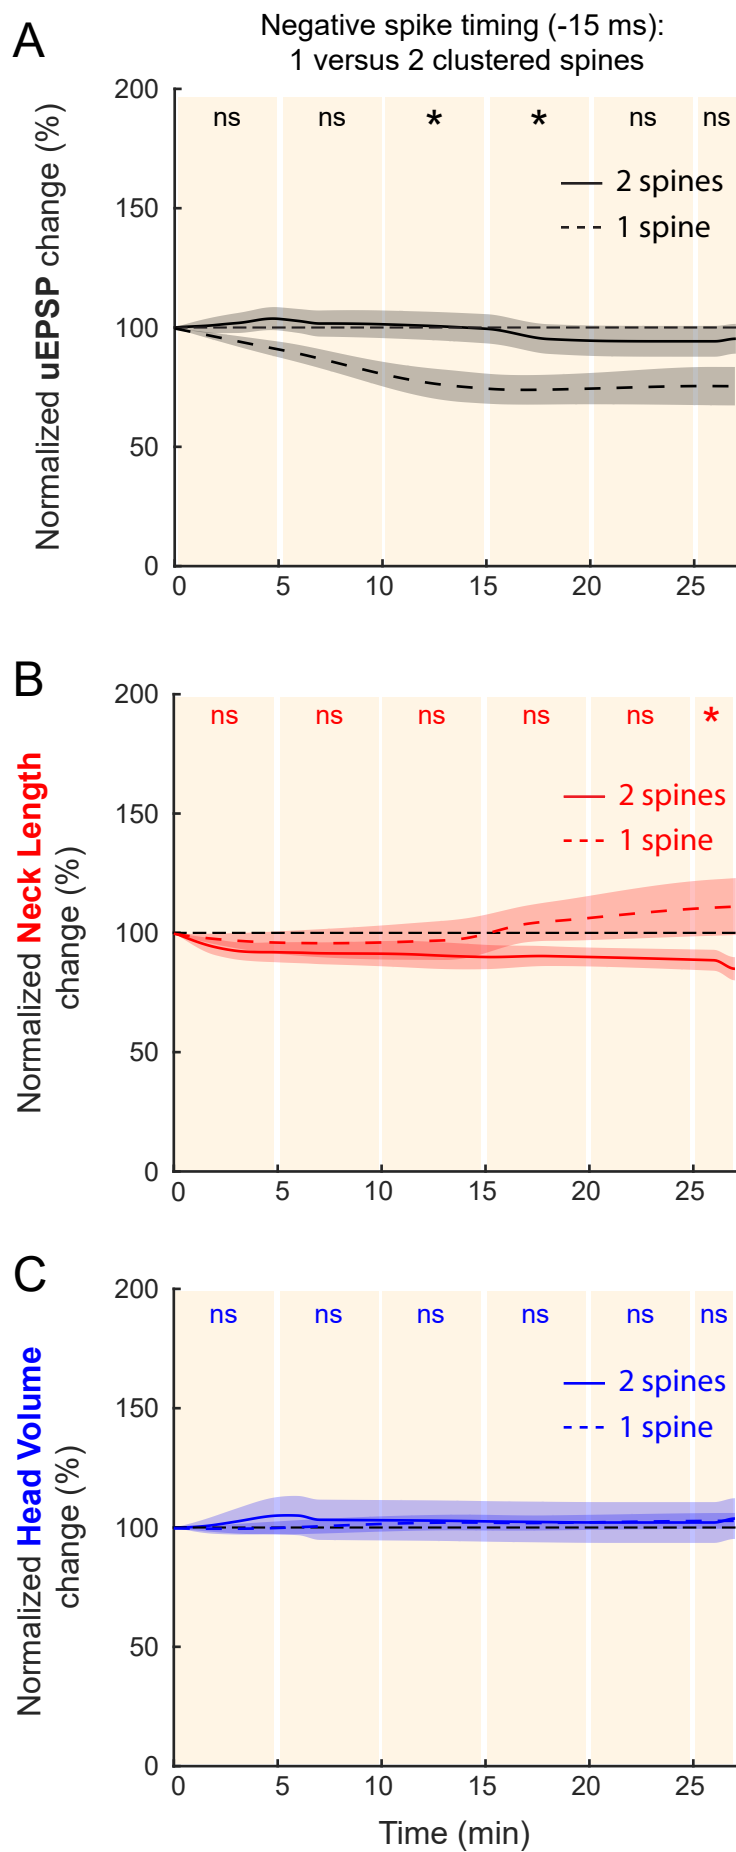 Negative spike timing (-15 ms):
1 versus 2 clustered spines
A
Normalized uEPSP change (%)
200
150
100
50
0
ns ns * * ns ns
2 spines
1 spine
0 5 10 15 20 25
B
Normalized Neck Length
change (%)
200
150
100
50
0
ns ns ns ns ns *
2 spines
1 spine
0 5 10 15 20 25
C
Normalized Head Volume
change (%)
200
150
100
50
0
ns ns ns ns ns ns
2 spines
1 spine
0 5 10 15 20 25
Time (min)